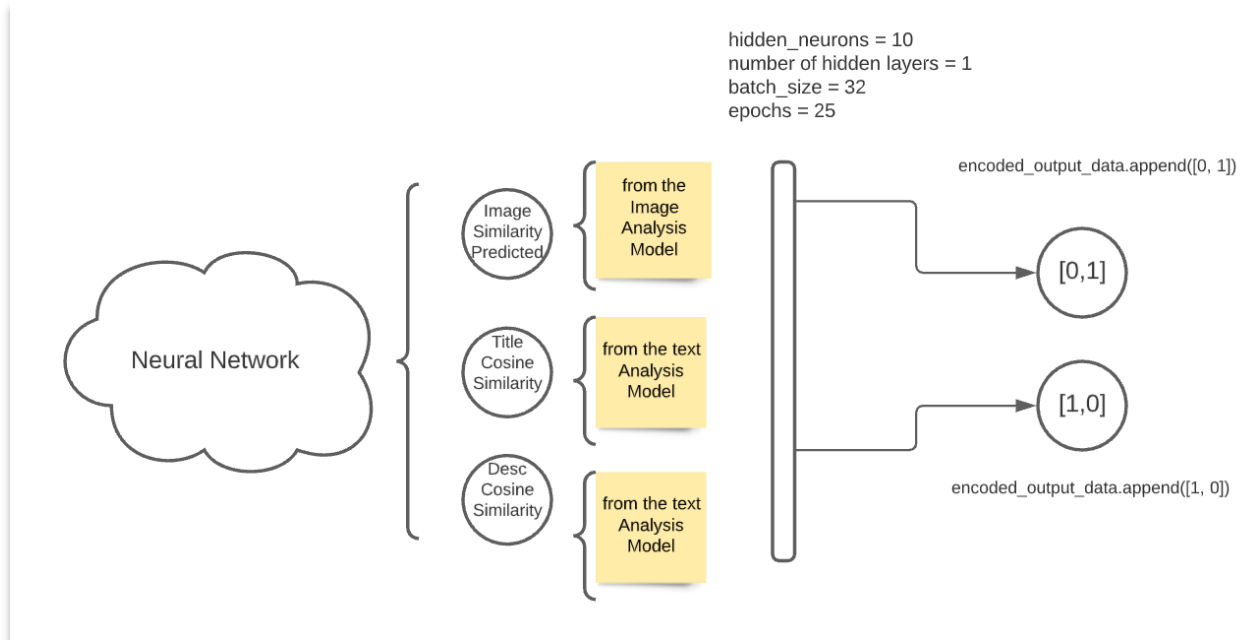 hidden_neurons = 10
number of hidden layers = 1
batch_size = 32
epochs = 25
encoded_output_data.append([0, 1])
Neural Network
Image
Similarity
Predicted
from the
Image
Analysis
Model
Title
Cosine
Similarity
from the text
Analysis
Model
Desc
Cosine
Similarity
from the text
Analysis
Model
[0,1]
[1,0]
encoded_output_data.append([1, 0])